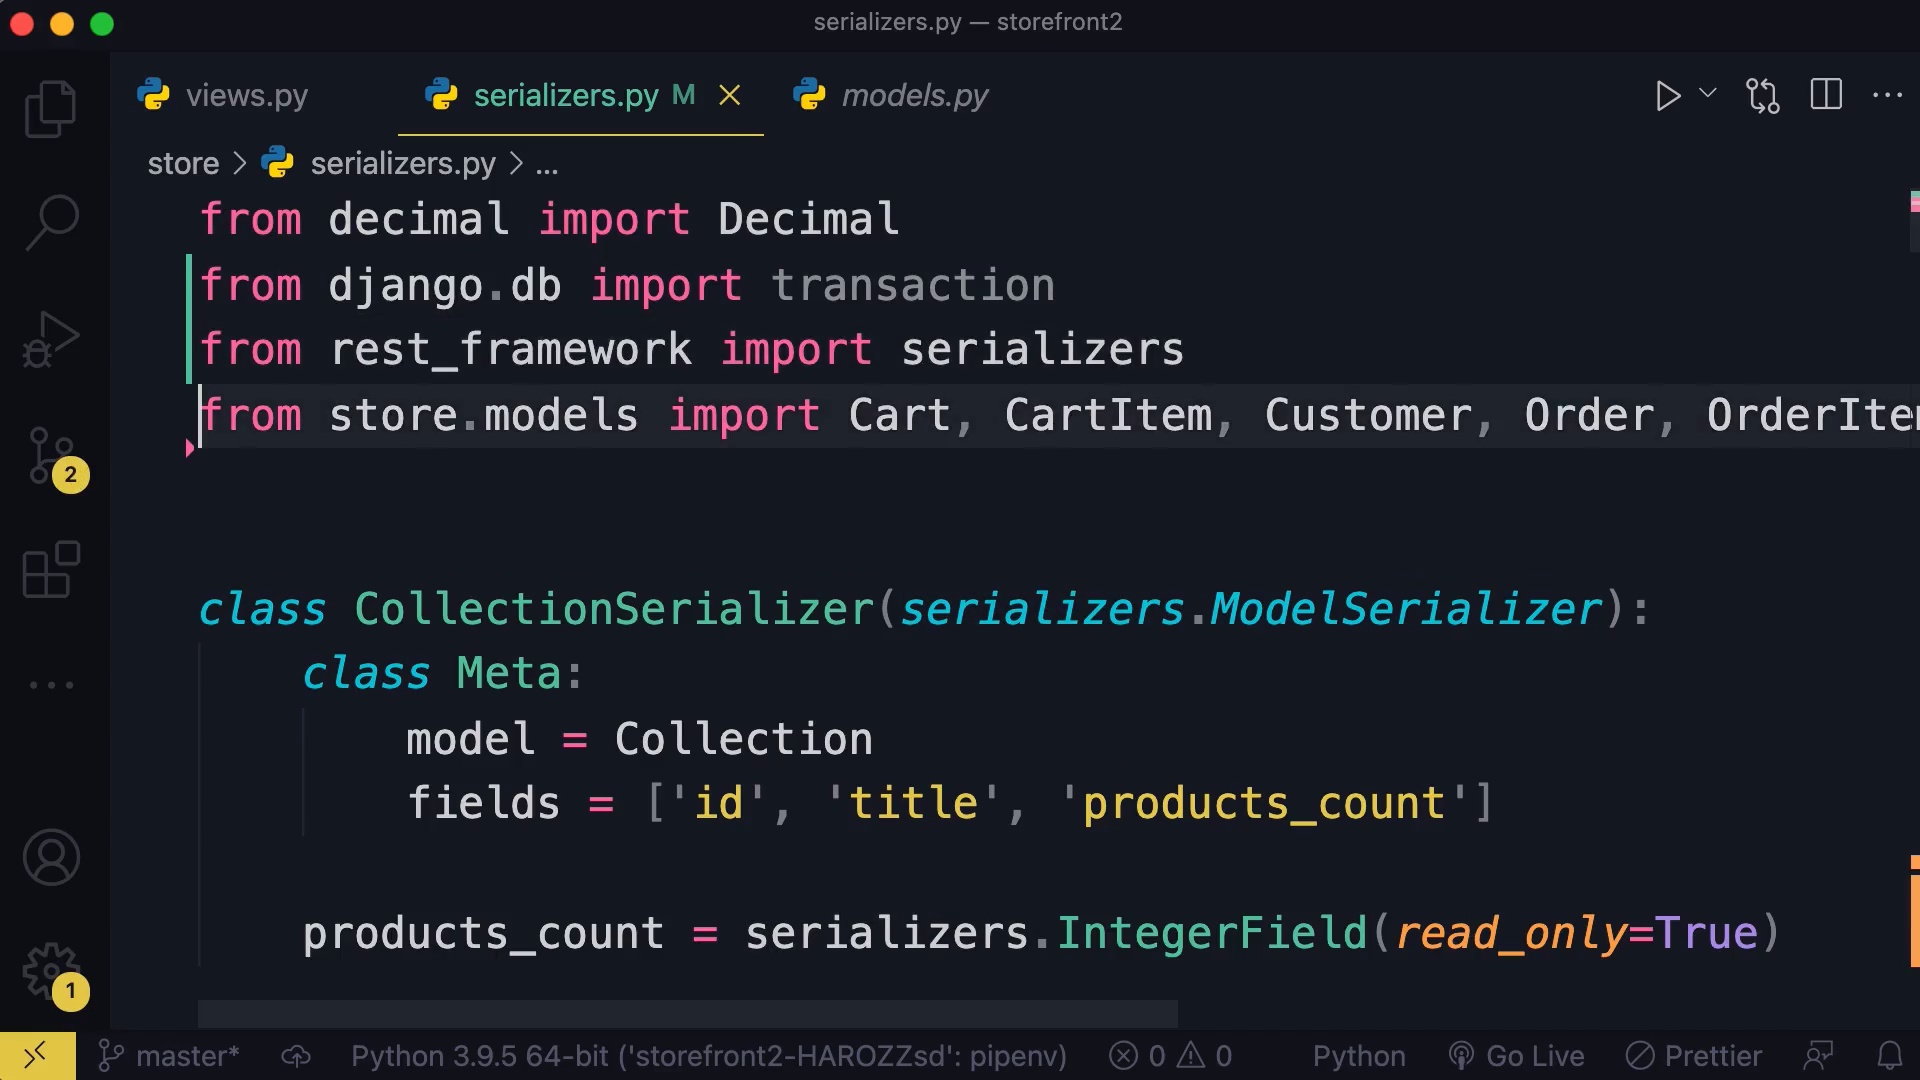 serializers.py — storefront2
views.py serializers.py M models.py
store > serializers.py > ...
from decimal import Decimal
from django.db import transaction
from rest_framework import serializers
from store.models import Cart, CartItem, Customer, Order, OrderItem
class CollectionSerializer(serializers.ModelSerializer):
class Meta:
model = Collection
fields = ['id', 'title', 'products_count']
products_count = serializers.IntegerField(read_only=True)
2
1
master* Python 3.9.5 64-bit ('storefront2-HAROZZsd': pipenv) 0 0 Python Go Live Prettier